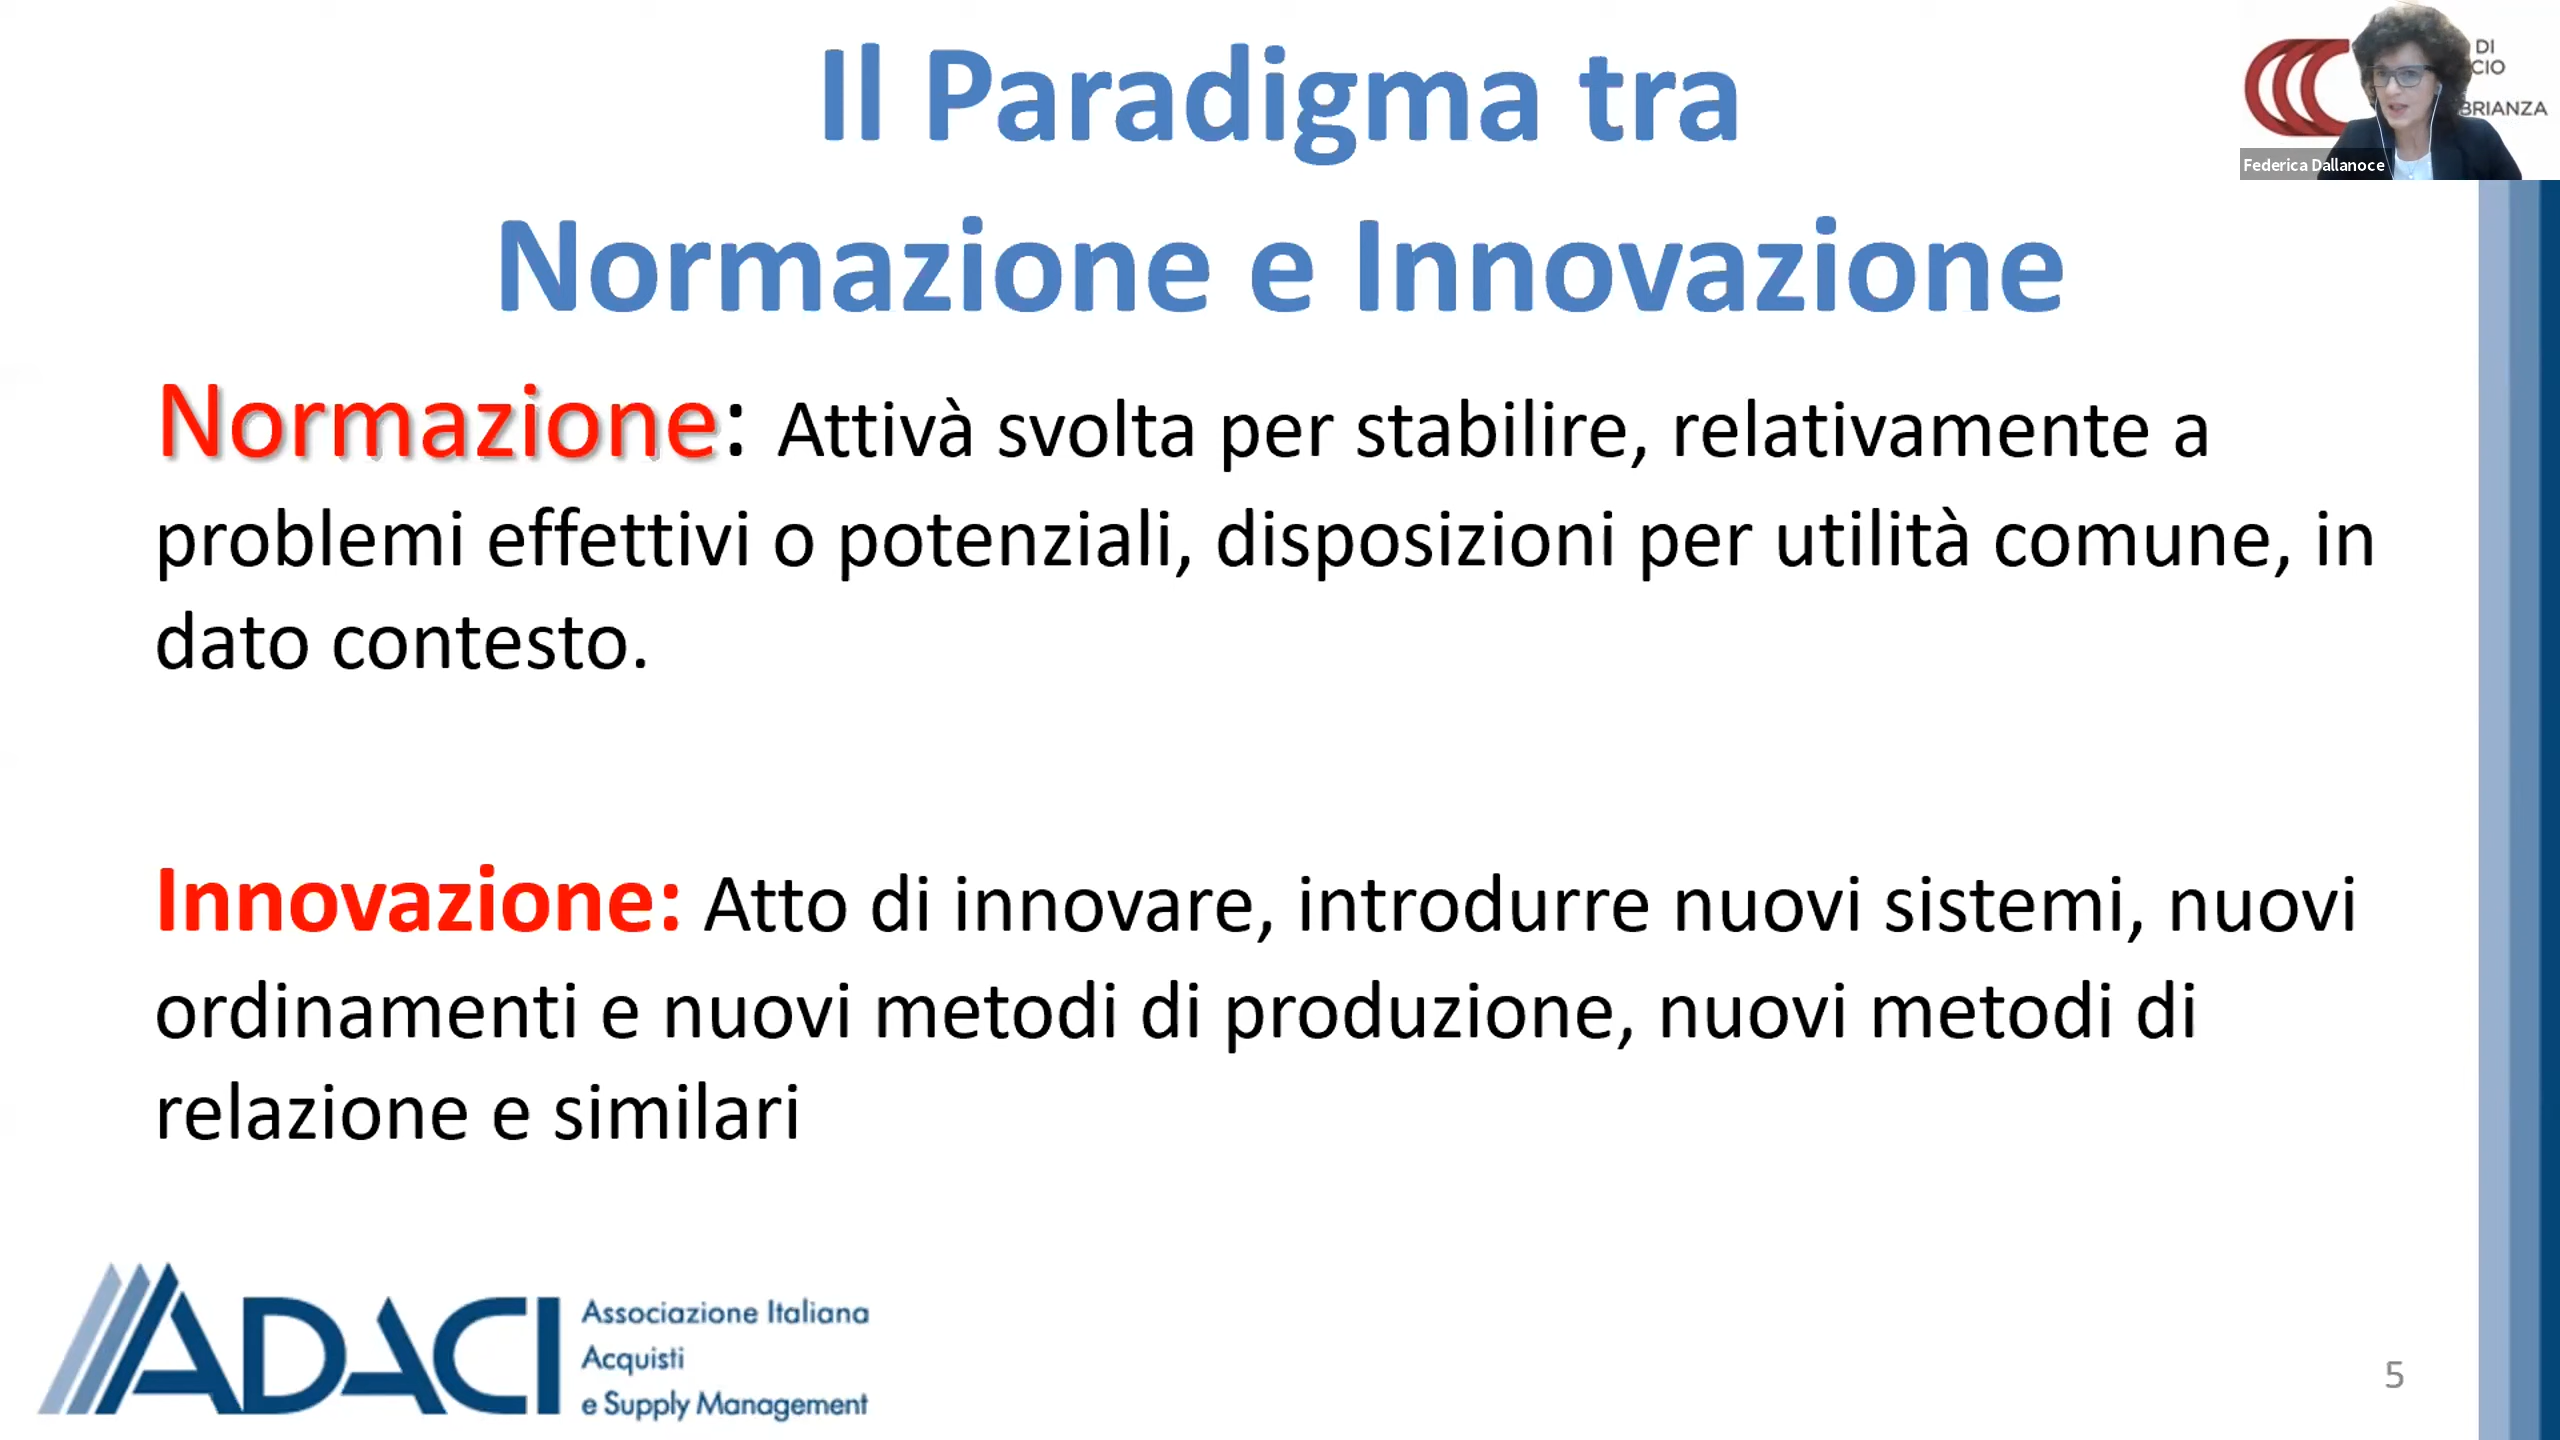 Il Paradigma tra
Normazione e Innovazione
DI
CIO
BRIANZA
Federica Dallanoce
Normazione: Attivà svolta per stabilire, relativamente a
problemi effettivi o potenziali, disposizioni per utilità comune, in
dato contesto.
Innovazione: Atto di innovare, introdurre nuovi sistemi, nuovi
ordinamenti e nuovi metodi di produzione, nuovi metodi di
relazione e similari
ADACI
Associazione Italiana
Acquisti
e Supply Management
5